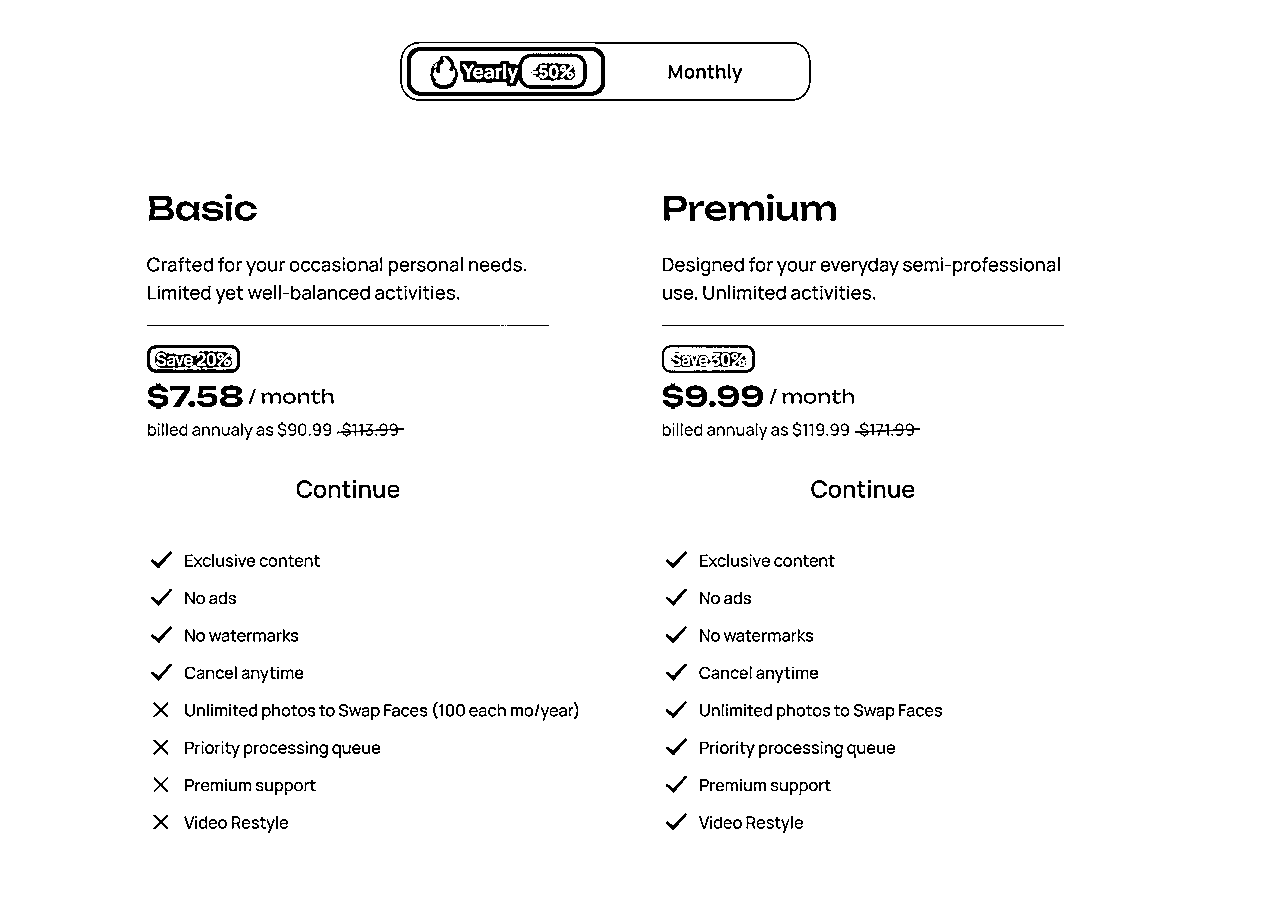 Yearly -50% Monthly
Basic
Crafted for your occasional personal needs.
Limited yet well-balanced activities.
Save 20%
$7.58 / month
billed annualy as $90.99 $113.99
Continue
Exclusive content
No ads
No watermarks
Cancel anytime
Unlimited photos to Swap Faces (100 each mo/year)
Priority processing queue
Premium support
Video Restyle
Premium
Designed for your everyday semi-professional
use. Unlimited activities.
Save 30%
$9.99 / month
billed annualy as $119.99 $171.99
Continue
Exclusive content
No ads
No watermarks
Cancel anytime
Unlimited photos to Swap Faces
Priority processing queue
Premium support
Video Restyle